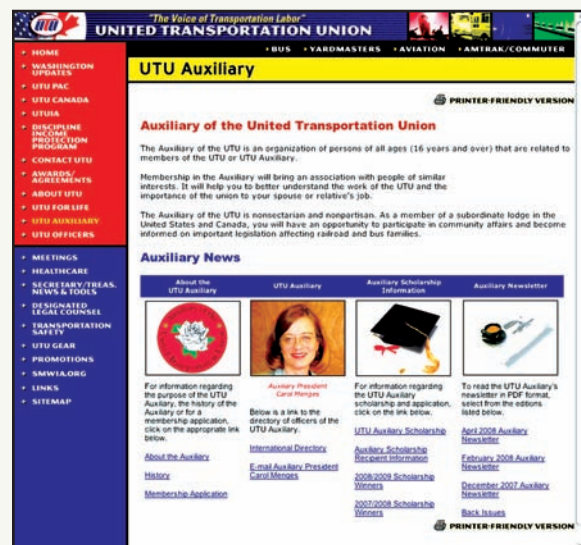 utu
"The Voice of Transportation Labor"
UNITED TRANSPORTATION UNION
BUS YARDMASTERS AVIATION AMTRAK/COMMUTER
HOME
WASHINGTON
UPDATES
UTU PAC
UTU CANADA
UTUIA
DISCIPLINE
INCOME
PROTECTION
PROGRAM
CONTACT UTU
AWARDS/
AGREEMENTS
ABOUT UTU
UTU FOR LIFE
UTU AUXILIARY
UTU OFFICERS
MEETINGS
HEALTHCARE
SECRETARY/TREAS.
NEWS & TOOLS
DESIGNATED
LEGAL COUNSEL
TRANSPORTATION
SAFETY
UTU GEAR
PROMOTIONS
SMWIA.ORG
LINKS
SITEMAP
UTU Auxiliary
PRINTER-FRIENDLY VERSION
Auxiliary of the United Transportation Union
The Auxiliary of the UTU is an organization of persons of all ages (16 years and over) that are related to
members of the UTU or UTU Auxiliary.
Membership in the Auxiliary will bring an association with people of similar
interests. It will help you to better understand the work of the UTU and the
importance of the union to your spouse or relative's job.
The Auxiliary of the UTU is nonsectarian and nonpartisan. As a member of a subordinate lodge in the
United States and Canada, you will have an opportunity to participate in community affairs and become
informed on important legislation affecting railroad and bus families.
Auxiliary News
About the
UTU Auxiliary
For information regarding
the purpose of the UTU
Auxiliary, the history of the
Auxiliary or for a
membership application,
click on the appropriate link
below.
About the Auxiliary
History
Membership Application
UTU Auxiliary
Auxiliary President
Carol Menges
Below is a link to the
directory of officers of the
UTU Auxiliary.
International Directory
E-mail Auxiliary President
Carol Menges
Auxiliary Scholarship
Information
For information regarding
the UTU Auxiliary
scholarship and application,
click on the link below.
UTU Auxiliary Scholarship
Auxiliary Scholarship
Recipient Information
2008/2009 Scholarship
Winners
2007/2008 Scholarship
Winners
Auxiliary Newsletter
To read the UTU Auxiliary's
newsletter in PDF format,
select from the editions
listed below.
April 2008 Auxiliary
Newsletter
February 2008 Auxiliary
Newsletter
December 2007 Auxiliary
Newsletter
Back Issues
PRINTER-FRIENDLY VERSION